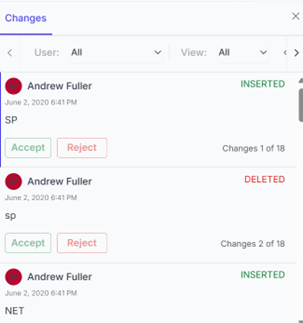 Changes
User: All View: All
Andrew Fuller INSERTED
June 2, 2020 6:41 PM
SP
Accept Reject Changes 1 of 18
Andrew Fuller DELETED
June 2, 2020 6:41 PM
sp
Accept Reject Changes 2 of 18
Andrew Fuller INSERTED
June 2, 2020 6:41 PM
NET